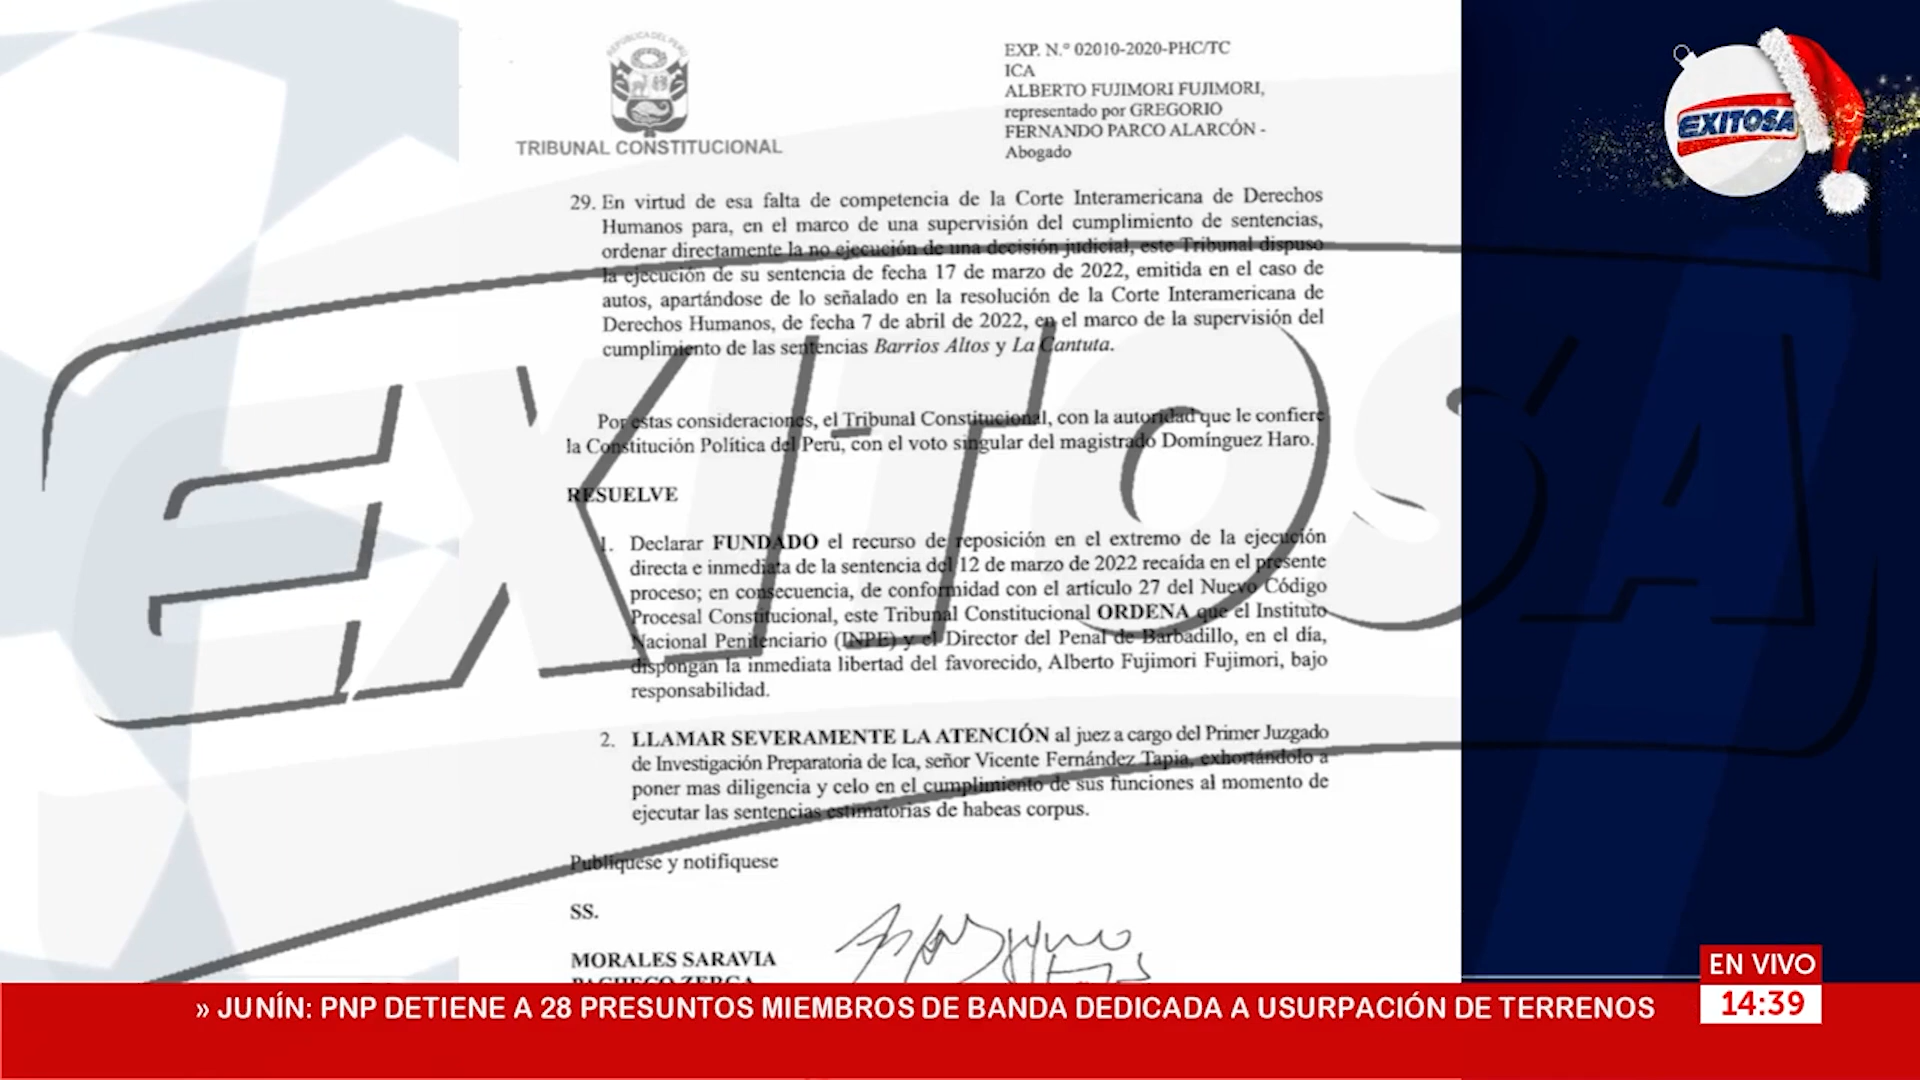 REPUBLICA DEL PERU
TRIBUNAL CONSTITUCIONAL
EXP. N.° 02010-2020-PHC/TC
ICA
ALBERTO FUJIMORI FUJIMORI,
representado por GREGORIO
FERNANDO PARCO ALARCÓN -
Abogado
29. En virtud de esa falta de competencia de la Corte Interamericana de Derechos
Humanos para, en el marco de una supervisión del cumplimiento de sentencias,
ordenar directamente la no ejecución de una decisión judicial, este Tribunal dispuso
la ejecución de su sentencia de fecha 17 de marzo de 2022, emitida en el caso de
autos, apartándose de lo señalado en la resolución de la Corte Interamericana de
Derechos Humanos, de fecha 7 de abril de 2022, en el marco de la supervisión del
cumplimiento de las sentencias Barrios Altos y La Cantuta.
Por estas consideraciones, el Tribunal Constitucional, con la autoridad que le confiere
la Constitución Política del Perú, con el voto singular del magistrado Domínguez Haro.
RESUELVE
1. Declarar FUNDADO el recurso de reposición en el extremo de la ejecución
directa e inmediata de la sentencia del 12 de marzo de 2022 recaída en el presente
proceso; en consecuencia, de conformidad con el artículo 27 del Nuevo Código
Procesal Constitucional, este Tribunal Constitucional ORDENA que el Instituto
Nacional Penitenciario (INPE) y el Director del Penal de Barbadillo, en el día,
dispongan la inmediata libertad del favorecido, Alberto Fujimori Fujimori, bajo
responsabilidad.
2. LLAMAR SEVERAMENTE LA ATENCIÓN al juez a cargo del Primer Juzgado
de Investigación Preparatoria de Ica, señor Vicente Fernández Tapia, exhortándolo a
poner mas diligencia y celo en el cumplimiento de sus funciones al momento de
ejecutar las sentencias estimatorias de habeas corpus.
Publíquese y notifíquese
SS.
MORALES SARAVIA
PACHECO ZERGA
EXITOSA
EXITOSA
EN VIVO
14:39
» JUNÍN: PNP DETIENE A 28 PRESUNTOS MIEMBROS DE BANDA DEDICADA A USURPACIÓN DE TERRENOS